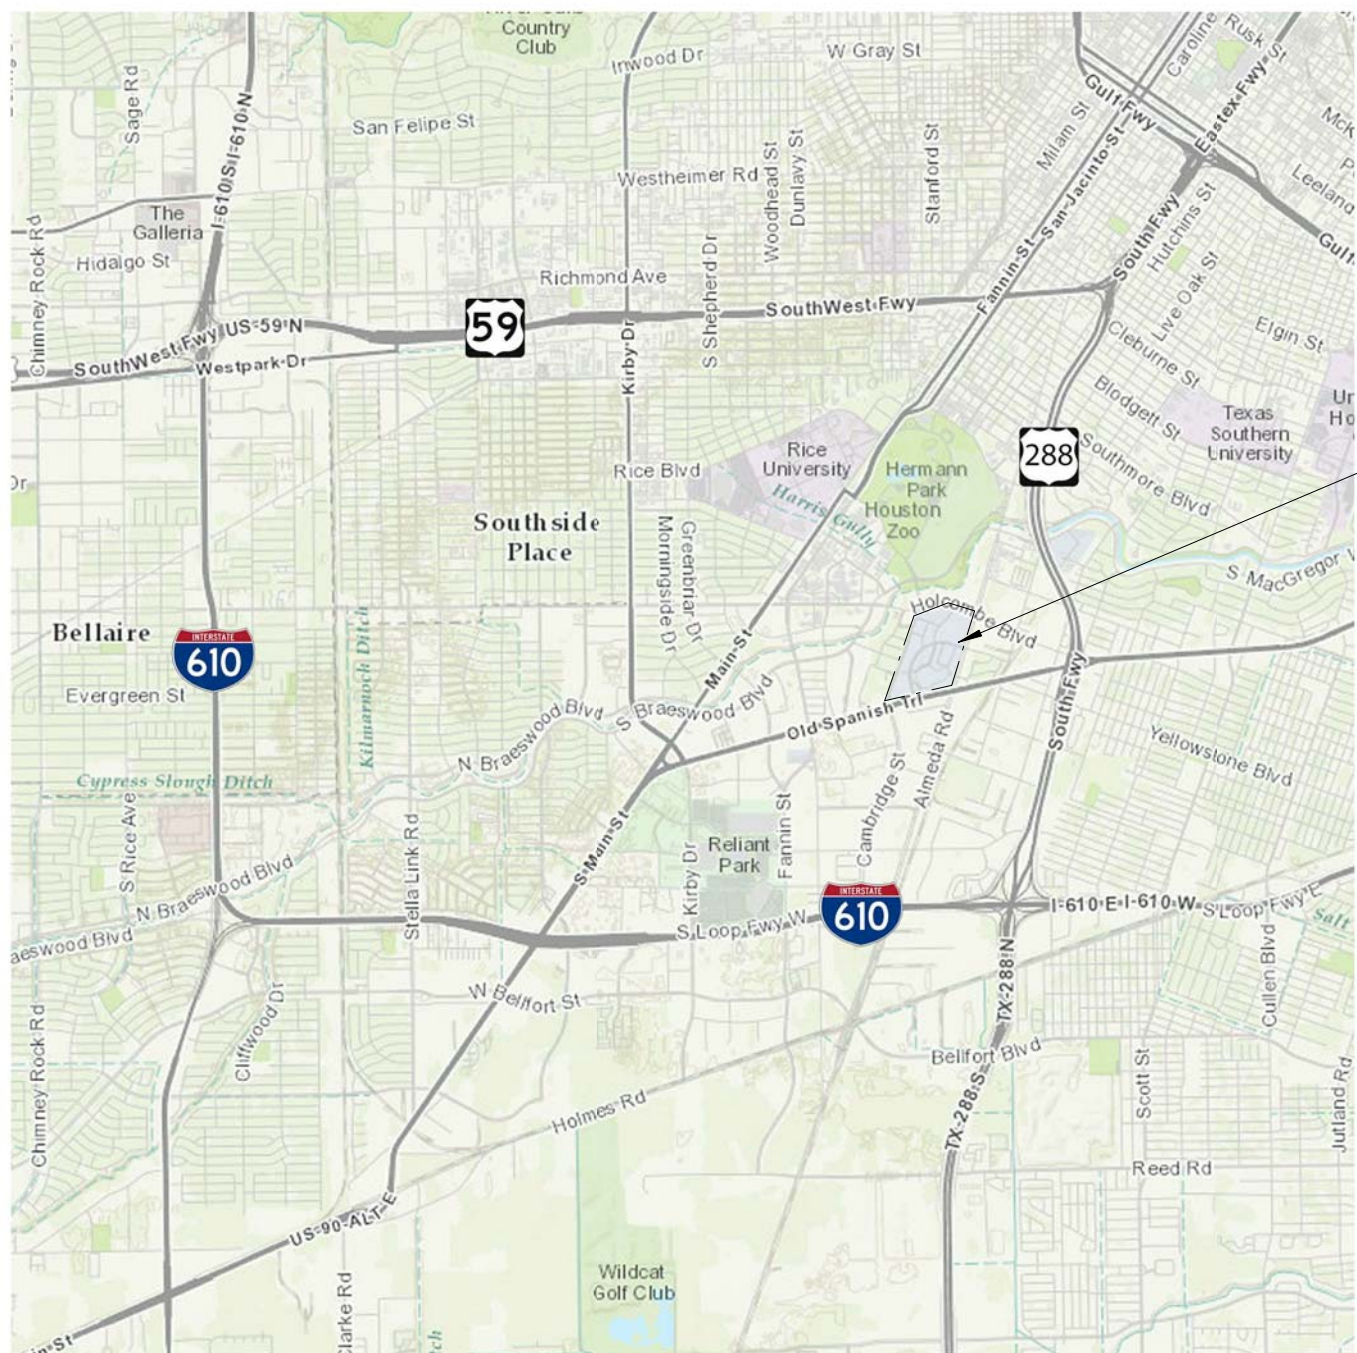 Country
Club
Inwood Dr
W Gray St
Caroline
Rusk St
Sage Rd
I-610 S I-610 N
San Felipe St
Gulf Fwy
Eastex Fwy
Milam St
San Jacinto St
Stanford St
Woodhead St
Dunlavy St
Westheimer Rd
Leeland
The
Galleria
Hidalgo St
Chimney Rock Rd
Richmond Ave
S Shepherd Dr
Fannin St
South Fwy
Hutchins St
Live Oak St
Gulf
SouthWest Fwy
US-59 N
59
SouthWest Fwy
Westpark Dr
Kirby Dr
Elgin St
Cleburne St
Blodgett St
Texas
Southern
University
Rice
University
Rice Blvd
Hermann
Park
Houston
Zoo
288
Southmore Blvd
Harris Gully
Southside
Place
Morningside Dr
Greenbriar Dr
S MacGregor
Holcombe Blvd
Bellaire
INTERSTATE
610
Kilmarnoch Ditch
Evergreen St
Main St
N Braeswood Blvd
S Braeswood Blvd
Old Spanish Trl
South Fwy
Almeda Rd
Cambridge St
Yellowstone Blvd
Cypress Slough Ditch
S Rice Ave
Stella Link Rd
S Main St
Kirby Dr
Reliant
Park
Fannin St
N Braeswood Blvd
INTERSTATE
610
S Loop Fwy W
I-610 E I-610 W
S Loop Fwy E
Salt
aeswood Blvd
W Bellfort St
TX-288 N
Cullen Blvd
Cliffwood Dr
Chimney Rock Rd
Bellfort Blvd
Scott St
Jutland Rd
TX-288 S
Holmes Rd
Reed Rd
US-90-ALT E
Clarke Rd
Wildcat
Golf Club